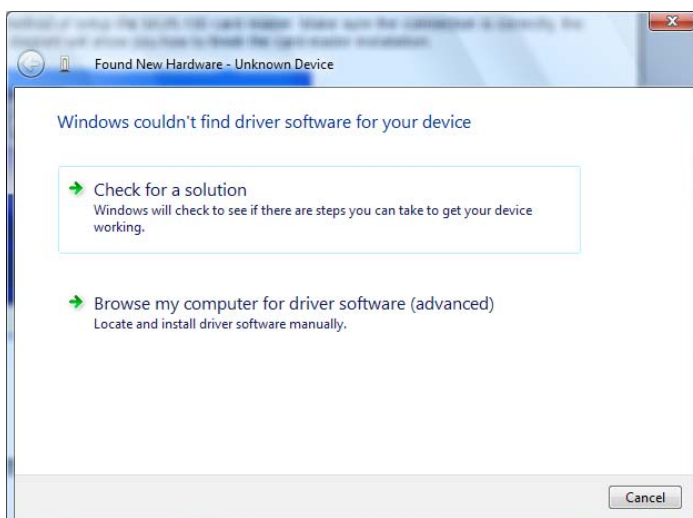 Found New Hardware - Unknown Device
Windows couldn't find driver software for your device
Check for a solution
Windows will check to see if there are steps you can take to get your device
working.
Browse my computer for driver software (advanced)
Locate and install driver software manually.
Cancel